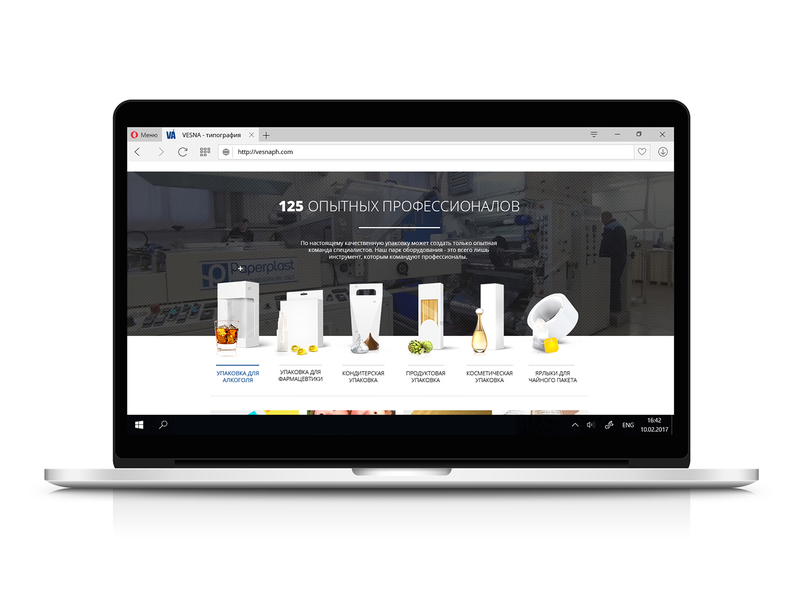 Меню
VA
VESNA - типография
http://vesnaph.com
125 ОПЫТНЫХ ПРОФЕССИОНАЛОВ
По настоящему качественную упаковку может создать только опытная
команда специалистов. Наш парк оборудования - это всего лишь
инструмент, которым командуют профессионалы.
Paperplast
УПАКОВКА ДЛЯ
АЛКОГОЛЯ
УПАКОВКА ДЛЯ
ФАРМАЦЕВТИКИ
КОНДИТЕРСКАЯ
УПАКОВКА
ПРОДУКТОВАЯ
УПАКОВКА
КОСМЕТИЧЕСКАЯ
УПАКОВКА
ЯРЛЫКИ ДЛЯ
ЧАЙНОГО ПАКЕТА
ENG
16:42
10.02.2017